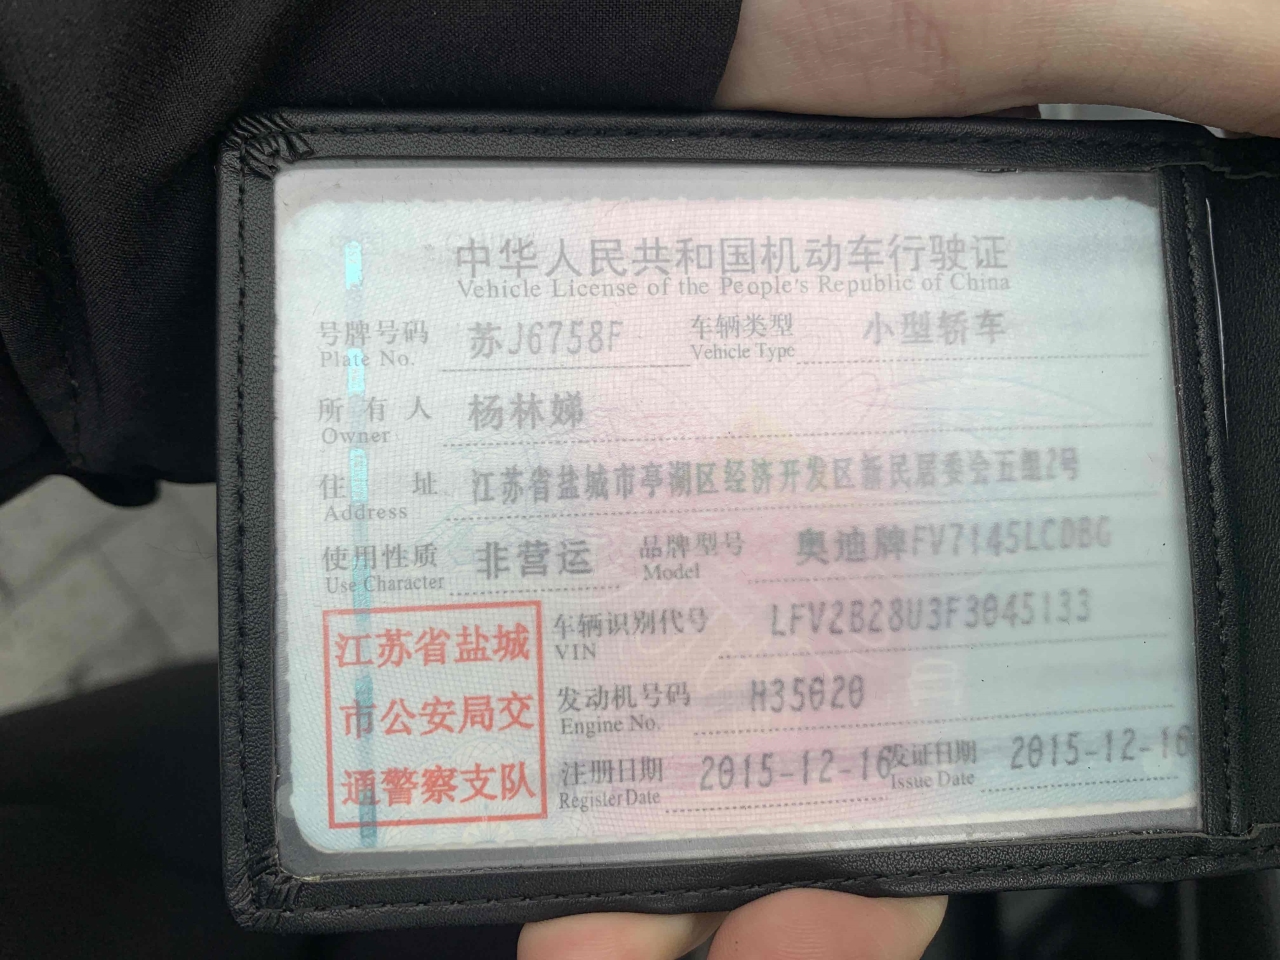 中华人民共和国机动车行驶证
Vehicle License of the People's Republic of China
号牌号码 苏J6758F 车辆类型 小型轿车
Plate No. Vehicle Type
所有人 杨林娣
Owner
住址 江苏省盐城市亭湖区经济开发区新民居委会五组2号
Address
使用性质 非营运 品牌型号 奥迪牌FV7145LCDBG
Use Character Model
车辆识别代号 LFV2B28U3F3045133
VIN
发动机号码 H35020
Engine No.
注册日期 2015-12-16 发证日期 2015-12-16
Register Date Issue Date
江苏省盐城
市公安局交
通警察支队